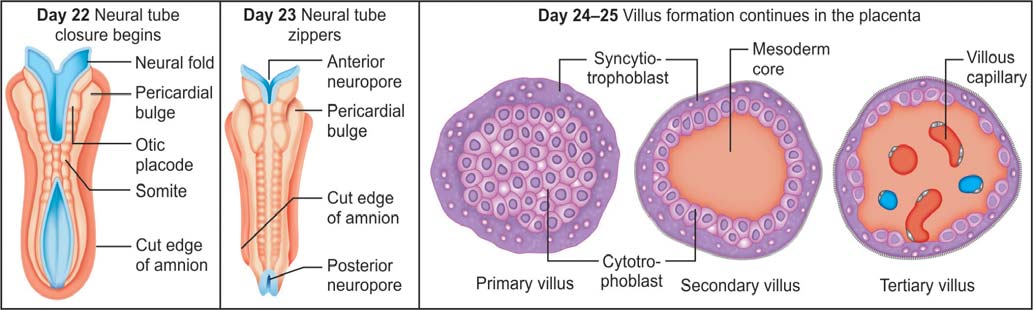 Day 22 Neural tube
closure begins
Neural fold
Pericardial
bulge
Otic
placode
Somite
Cut edge
of amnion
Day 23 Neural tube
zippers
Anterior
neuropore
Pericardial
bulge
Cut edge
of amnion
Posterior
neuropore
Day 24–25 Villus formation continues in the placenta
Syncytio-
trophoblast
Mesoderm
core
Villous
capillary
Cytotro-
phoblast
Primary villus
Secondary villus
Tertiary villus